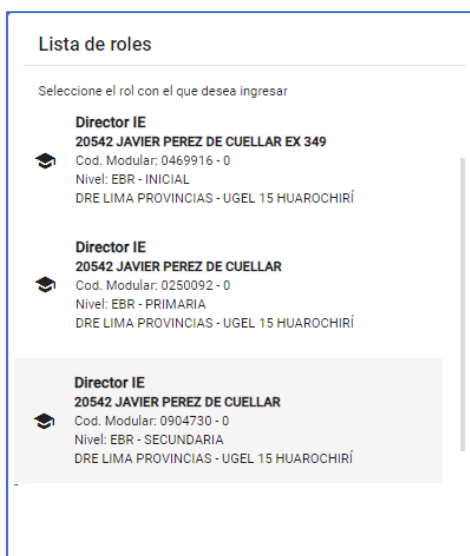 Lista de roles
Seleccione el rol con el que desea ingresar
Director IE
20542 JAVIER PEREZ DE CUELLAR EX 349
Cod. Modular: 0469916 - 0
Nivel: EBR - INICIAL
DRE LIMA PROVINCIAS - UGEL 15 HUAROCHIRÍ
Director IE
20542 JAVIER PEREZ DE CUELLAR
Cod. Modular: 0250092 - 0
Nivel: EBR - PRIMARIA
DRE LIMA PROVINCIAS - UGEL 15 HUAROCHIRÍ
Director IE
20542 JAVIER PEREZ DE CUELLAR
Cod. Modular: 0904730 - 0
Nivel: EBR - SECUNDARIA
DRE LIMA PROVINCIAS - UGEL 15 HUAROCHIRÍ